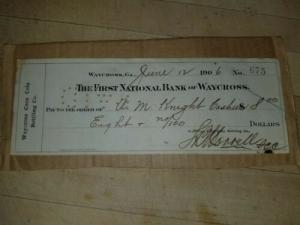 Waycross Coca Cola
Bottling Co.
WAYCROSS, GA. June 12 1906 No. 675
THE FIRST NATIONAL BANK OF WAYCROSS.
PAY TO THE ORDER OF M Knight Cashier 8 00
Eight & no/100 DOLLARS